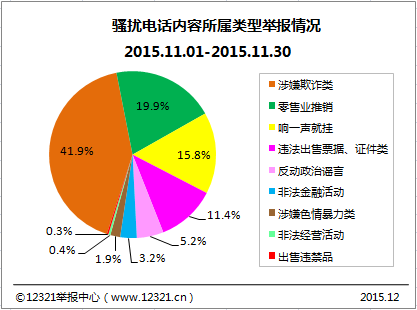 骚扰电话内容所属类型举报情况
2015.11.01-2015.11.30
19.9%
15.8%
11.4%
5.2%
3.2%
1.9%
0.4%
0.3%
41.9%
涉嫌欺诈类
零售业推销
响一声就挂
违法出售票据、证件类
反动政治谣言
非法金融活动
涉嫌色情暴力类
非法经营活动
出售违禁品
©12321举报中心（www.12321.cn）
2015.12